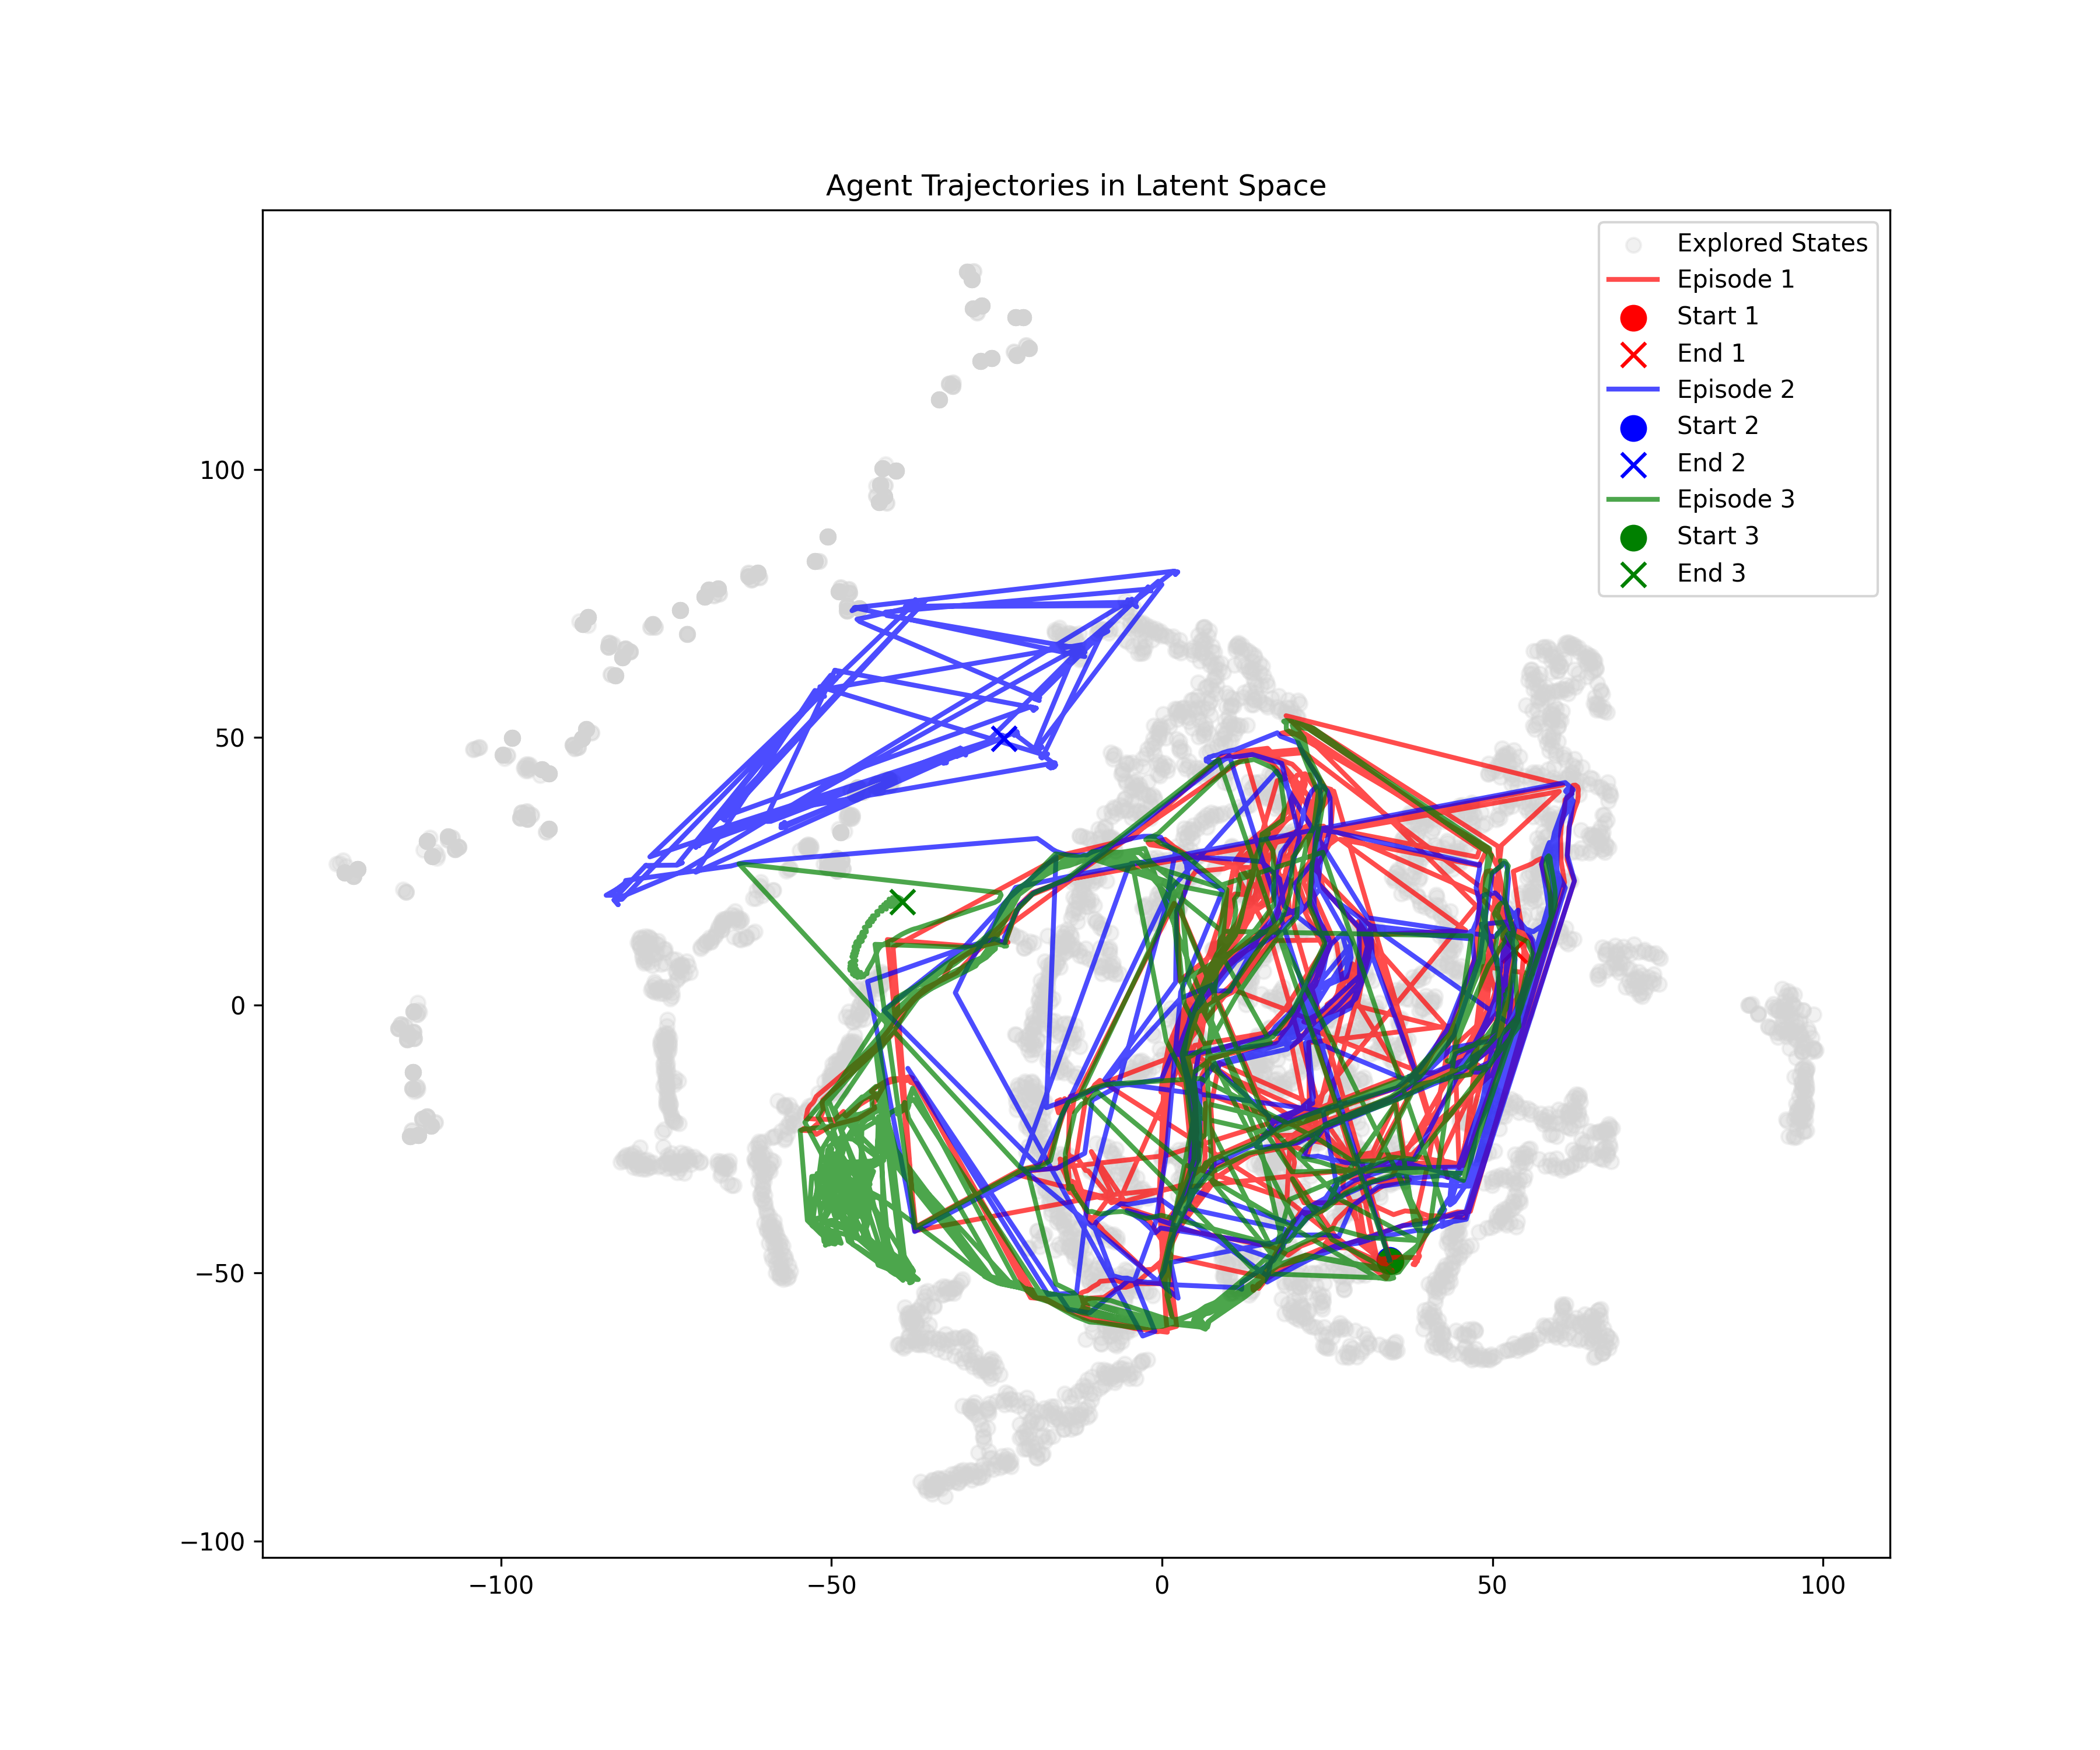 Agent Trajectories in Latent Space
Explored States
Episode 1
Start 1
End 1
Episode 2
Start 2
End 2
Episode 3
Start 3
End 3
100
50
0
−50
−100
−100
−50
0
50
100